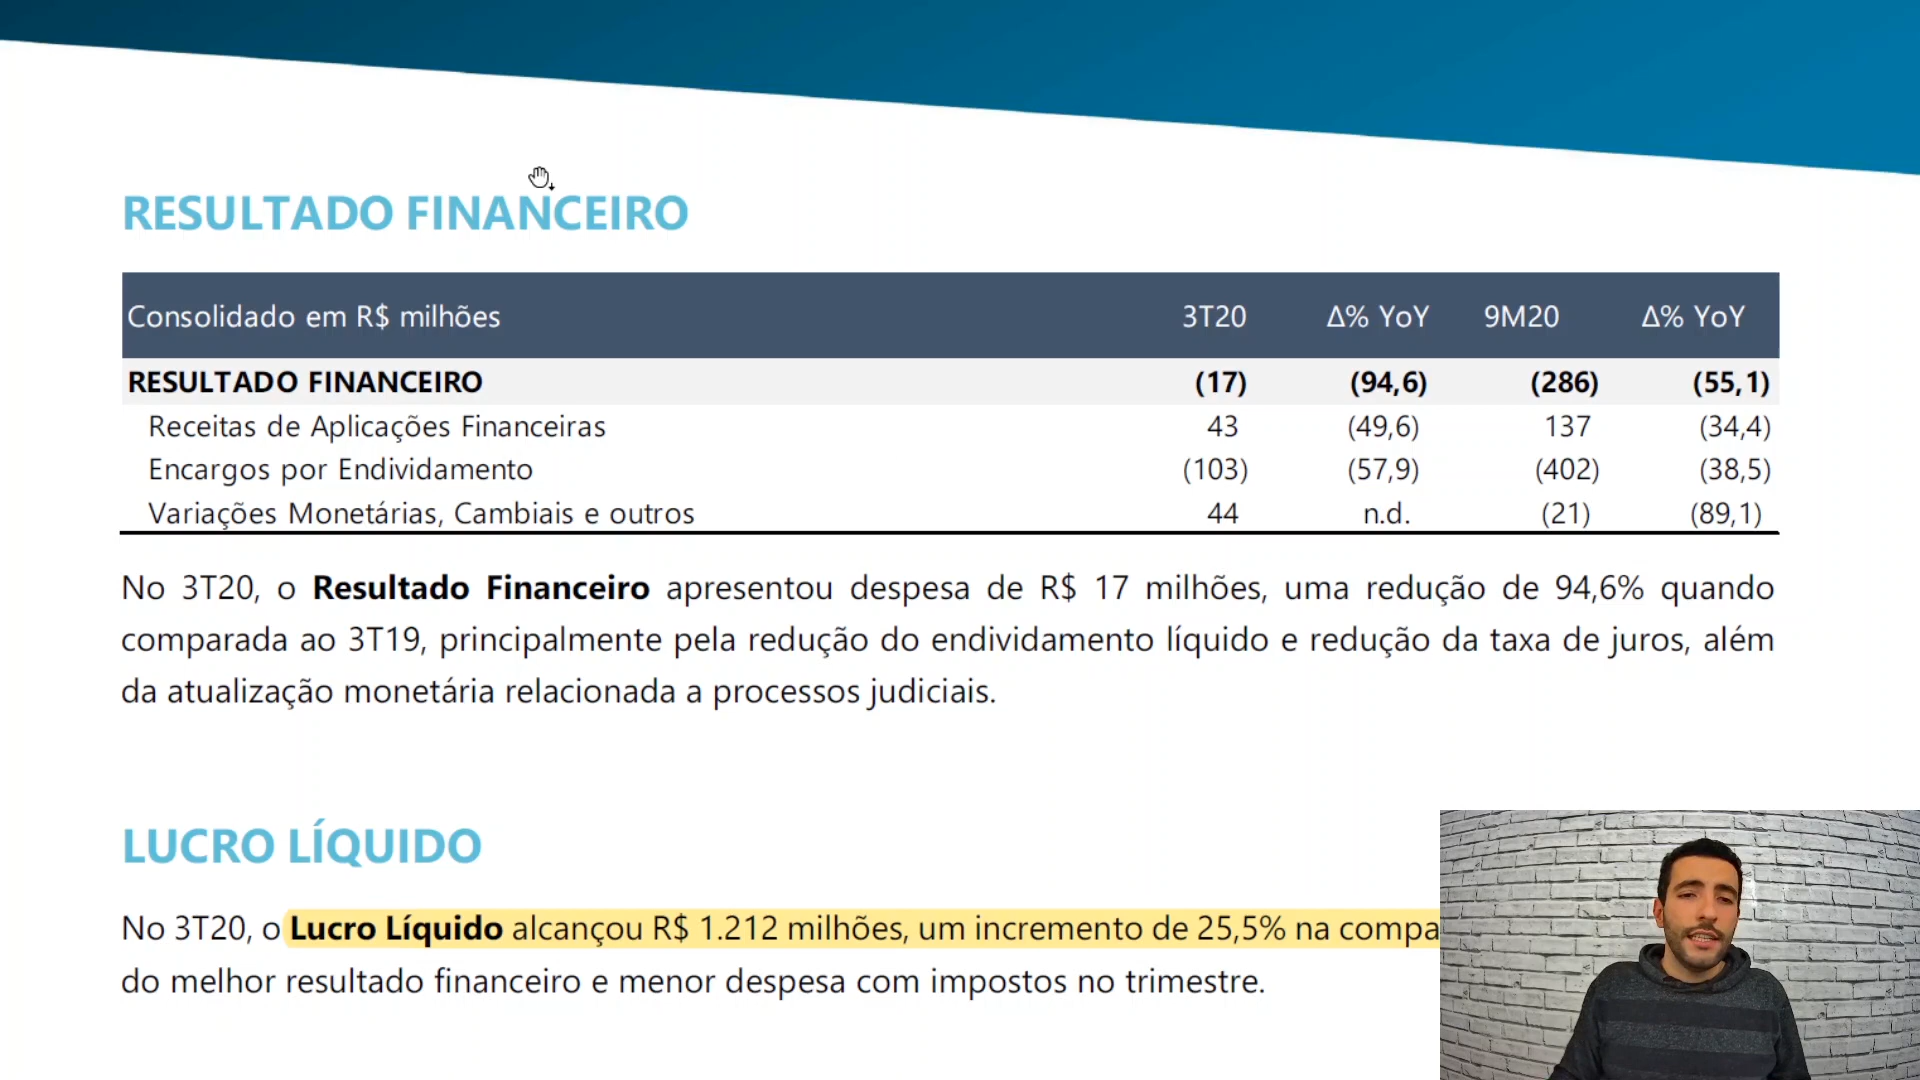 RESULTADO FINANCEIRO
Consolidado em R$ milhões 3T20 Δ% YoY 9M20 Δ% YoY
RESULTADO FINANCEIRO (17) (94,6) (286) (55,1)
Receitas de Aplicações Financeiras 43 (49,6) 137 (34,4)
Encargos por Endividamento (103) (57,9) (402) (38,5)
Variações Monetárias, Cambiais e outros 44 n.d. (21) (89,1)
No 3T20, o Resultado Financeiro apresentou despesa de R$ 17 milhões, uma redução de 94,6% quando
comparada ao 3T19, principalmente pela redução do endividamento líquido e redução da taxa de juros, além
da atualização monetária relacionada a processos judiciais.
LUCRO LÍQUIDO
No 3T20, o Lucro Líquido alcançou R$ 1.212 milhões, um incremento de 25,5% na compa
do melhor resultado financeiro e menor despesa com impostos no trimestre.